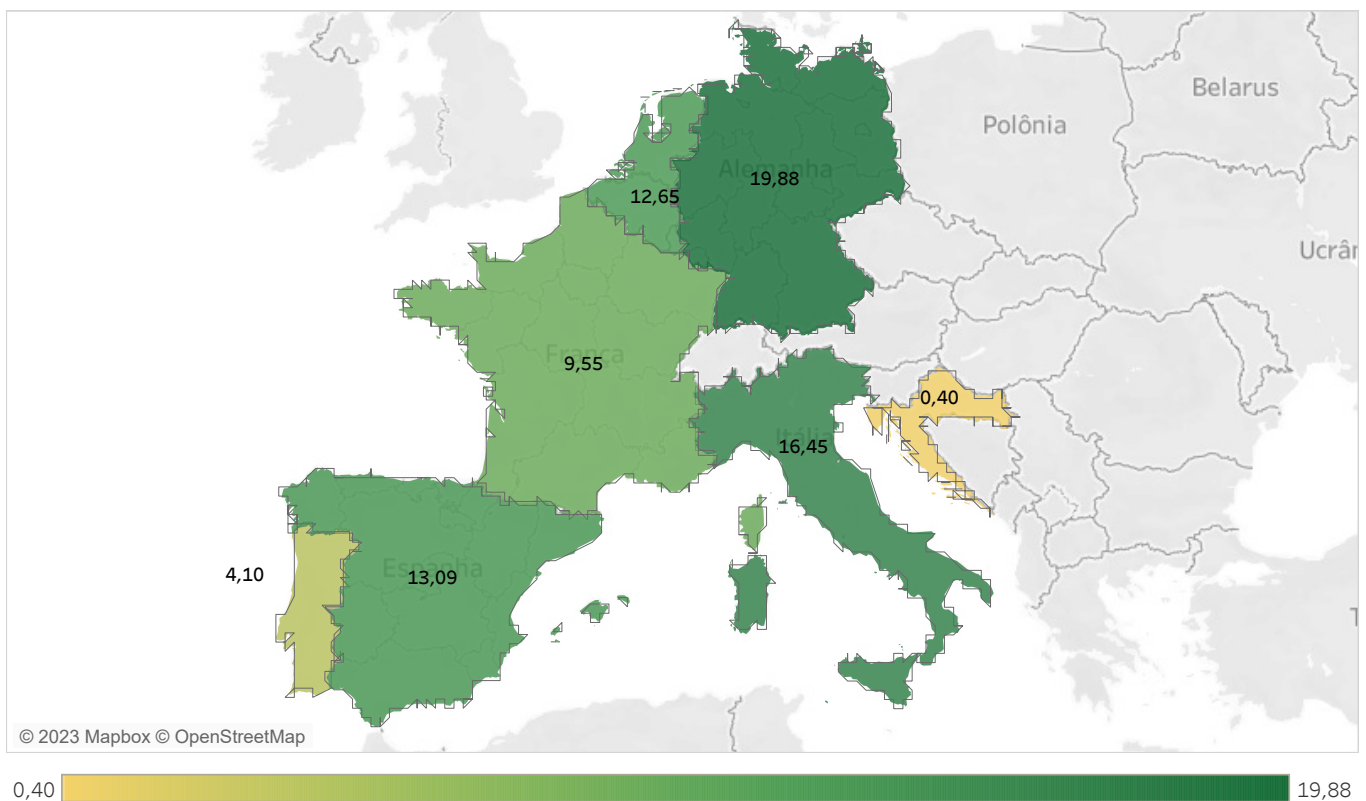 Belarus
Polônia
Alemanha
19,88
12,65
Ucrân
França
9,55
0,40
Itália
16,45
4,10
Espanha
13,09
© 2023 Mapbox © OpenStreetMap
0,40
19,88